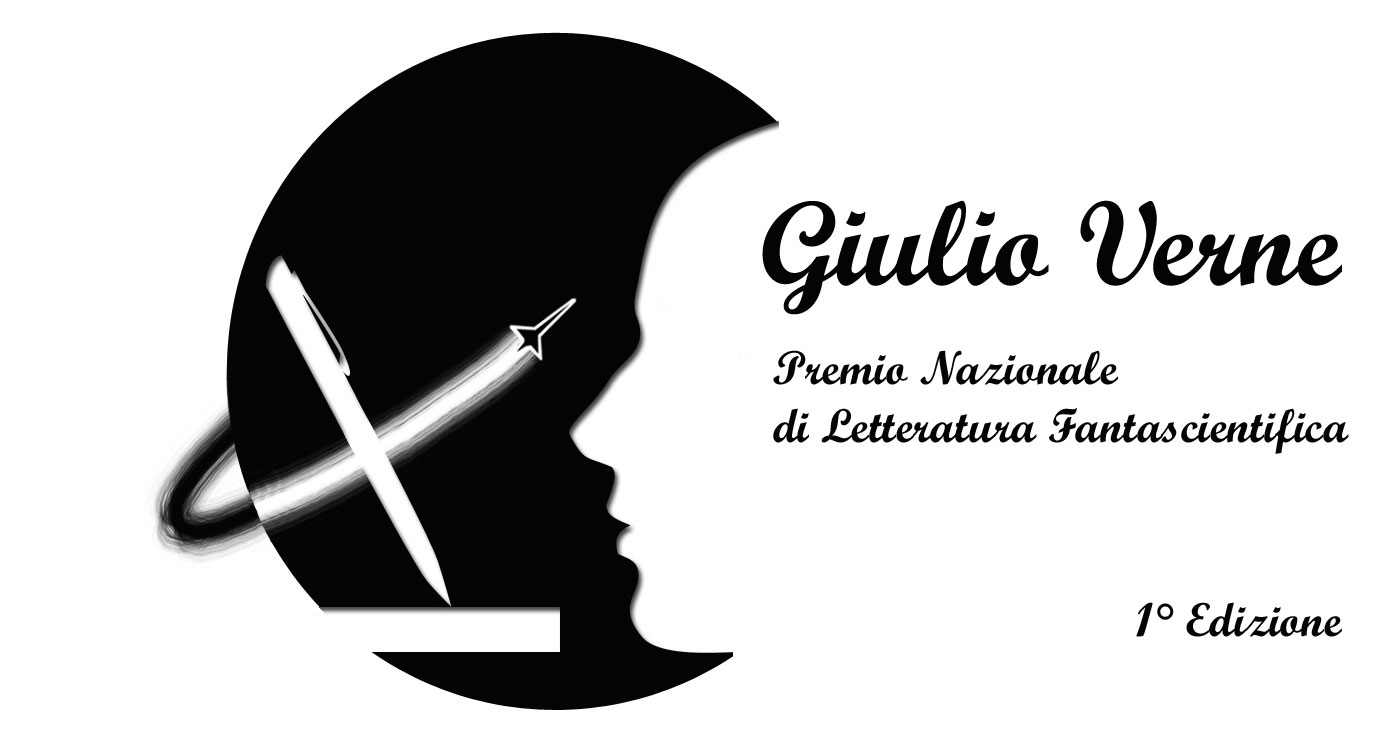 Giulio Verne
Premio Nazionale
di Letteratura Fantascientifica
1° Edizione